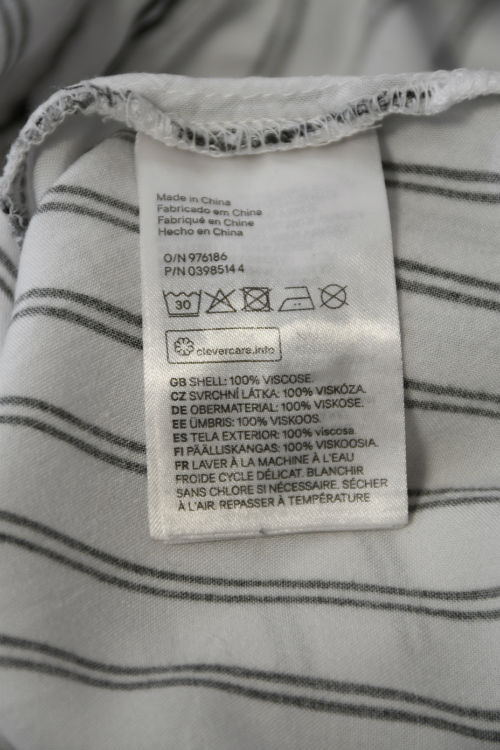 Made in China
Fabricado em China
Fabriqué en Chine
Hecho en China
O/N 976186
P/N 03985144
30
clevercare.info
GB SHELL: 100% VISCOSE.
CZ SVRCHNÍ LÁTKA: 100% VISKÓZA.
DE OBERMATERIAL: 100% VISKOSE.
EE ÜMBRIS: 100% VISKOOS.
ES TELA EXTERIOR: 100% viscosa.
FI PÄÄLLISKANGAS: 100% VISKOOSIA.
FR LAVER À LA MACHINE À L'EAU
FROIDE CYCLE DÉLICAT. BLANCHIR
SANS CHLORE SI NÉCESSAIRE. SÉCHER
À L'AIR. REPASSER À TEMPÉRATURE